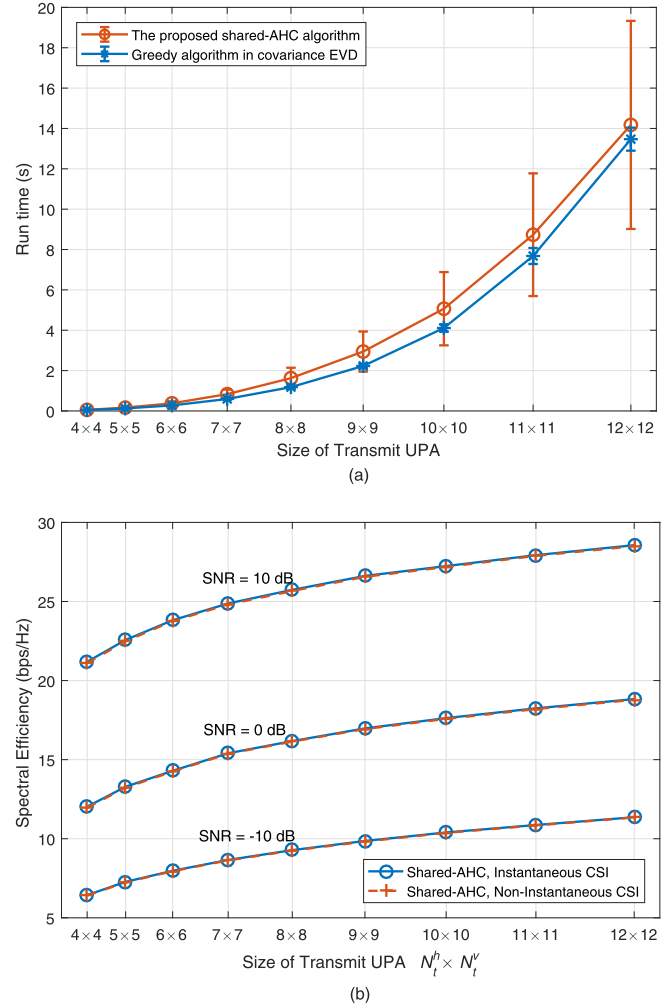 20
18
16
14
12
10
8
6
4
2
0
Run time (s)
The proposed shared-AHC algorithm
Greedy algorithm in covariance EVD
4×4 5×5 6×6 7×7 8×8 9×9 10×10 11×11 12×12
Size of Transmit UPA
(a)
30
25
20
15
10
5
Spectral Efficiency (bps/Hz)
SNR = 10 dB
SNR = 0 dB
SNR = -10 dB
Shared-AHC, Instantaneous CSI
Shared-AHC, Non-Instantaneous CSI
4×4 5×5 6×6 7×7 8×8 9×9 10×10 11×11 12×12
Size of Transmit UPA N_t^h × N_t^v
(b)